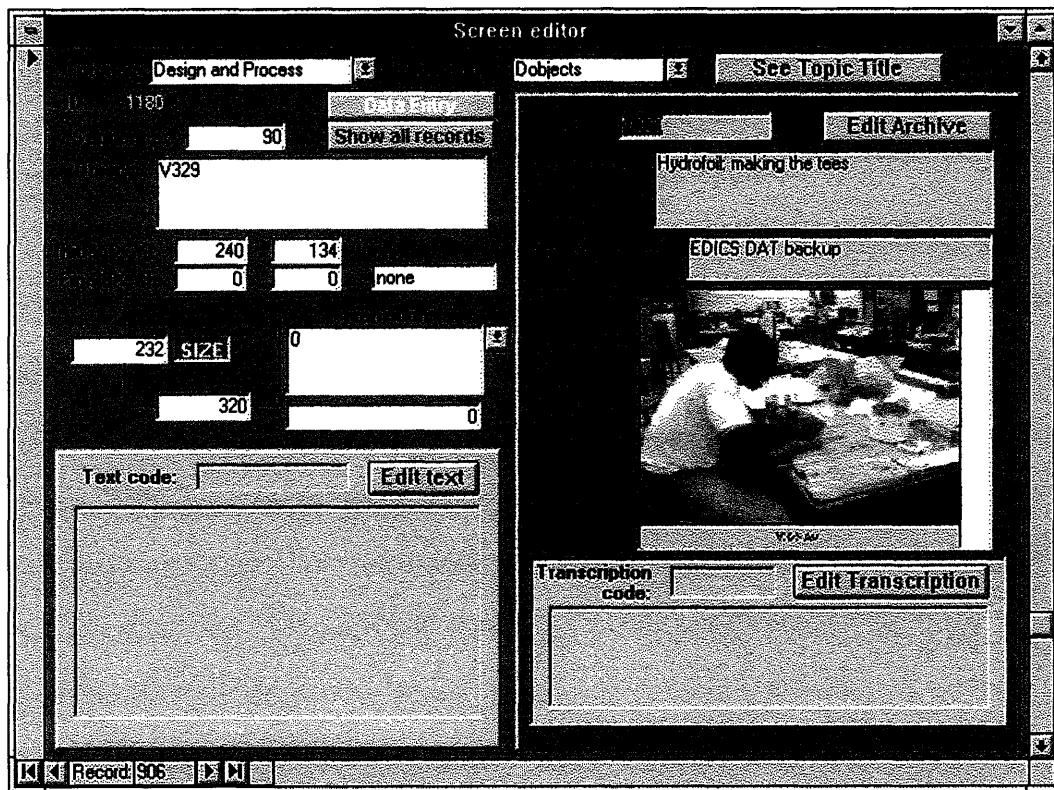 Screen editor
Design and Process
Dobjects
See Topic Title
1180
Data Entry
90
Show all records
Edit Archive
V329
Hydrofoil: making the tees
240
134
EDICS DAT backup
0
0
none
232
SIZE
0
320
0
Text code:
Edit text
Transcription
code:
Edit Transcription
Record: 906